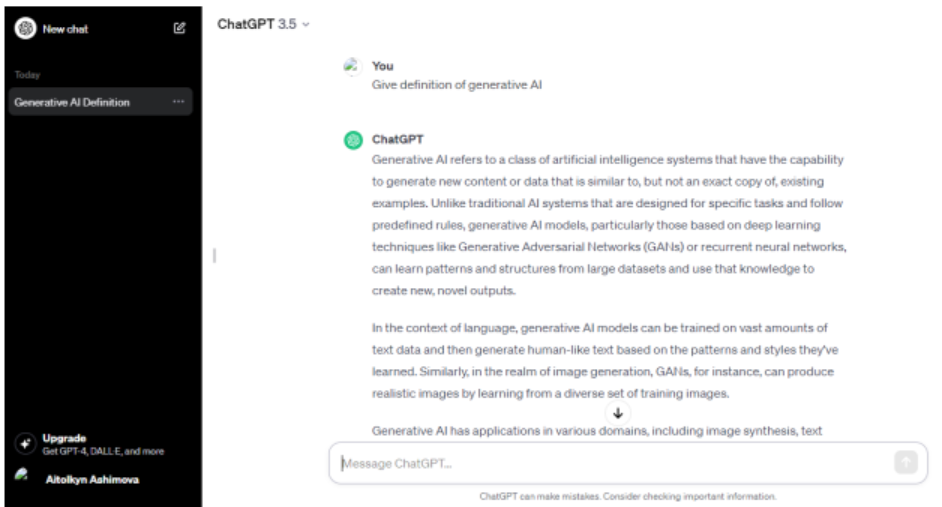 New chat
Today
Generative AI Definition
Upgrade
Get GPT-4, DALL·E, and more
Aitolkyn Ashimova
ChatGPT 3.5
You
Give definition of generative AI
ChatGPT
Generative AI refers to a class of artificial intelligence systems that have the capability
to generate new content or data that is similar to, but not an exact copy of, existing
examples. Unlike traditional AI systems that are designed for specific tasks and follow
predefined rules, generative AI models, particularly those based on deep learning
techniques like Generative Adversarial Networks (GANs) or recurrent neural networks,
can learn patterns and structures from large datasets and use that knowledge to
create new, novel outputs.
In the context of language, generative AI models can be trained on vast amounts of
text data and then generate human-like text based on the patterns and styles they've
learned. Similarly, in the realm of image generation, GANs, for instance, can produce
realistic images by learning from a diverse set of training images.
Generative AI has applications in various domains, including image synthesis, text
Message ChatGPT...
ChatGPT can make mistakes. Consider checking important information.